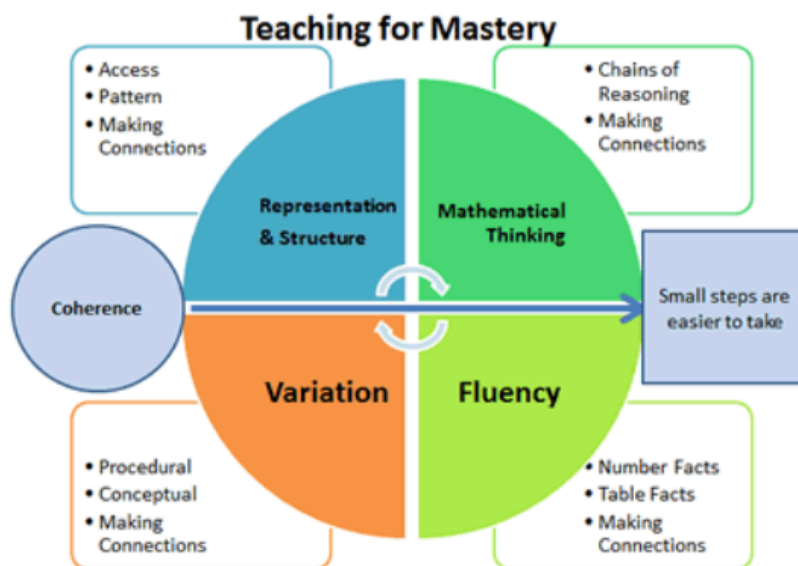 Teaching for Mastery
• Access
• Pattern
• Making
Connections
• Chains of
Reasoning
• Making
Connections
Representation
& Structure
Mathematical
Thinking
Coherence
Small steps are
easier to take
Variation
Fluency
• Procedural
• Conceptual
• Making
Connections
• Number Facts
• Table Facts
• Making
Connections